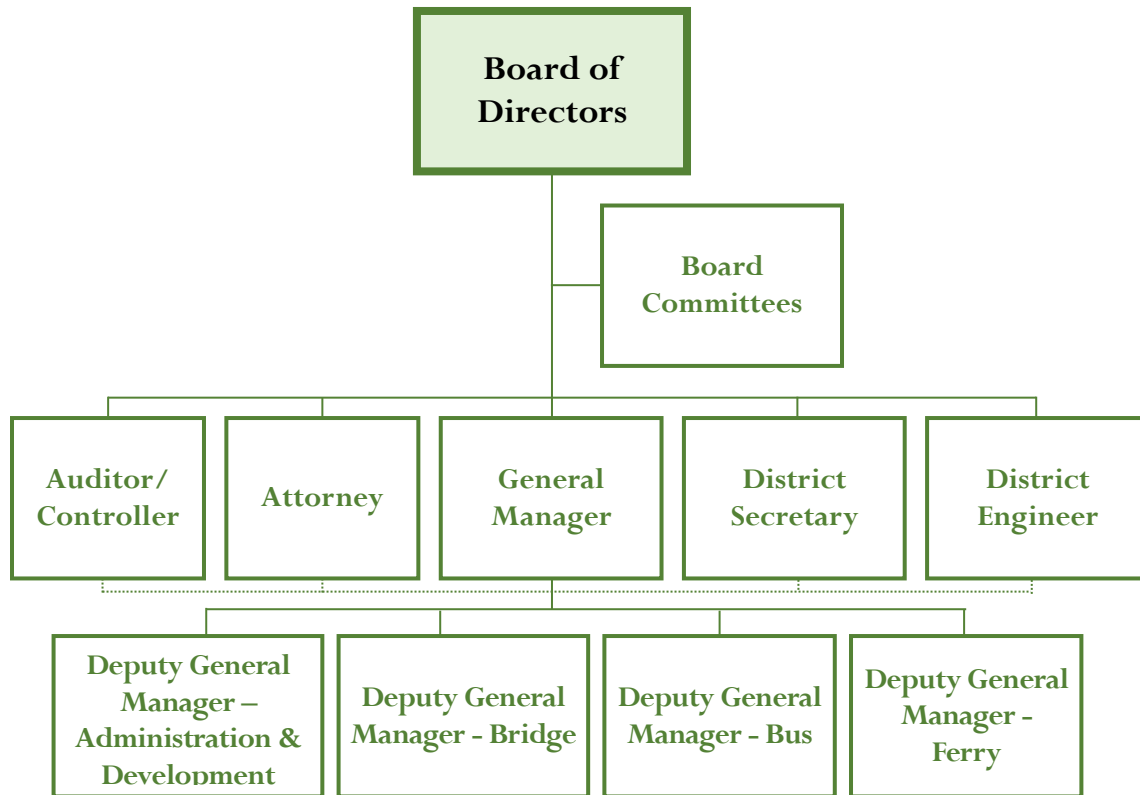 Board of
Directors
Board
Committees
Auditor/
Controller
Attorney
General
Manager
District
Secretary
District
Engineer
Deputy General
Manager –
Administration &
Development
Deputy General
Manager - Bridge
Deputy General
Manager - Bus
Deputy General
Manager -
Ferry